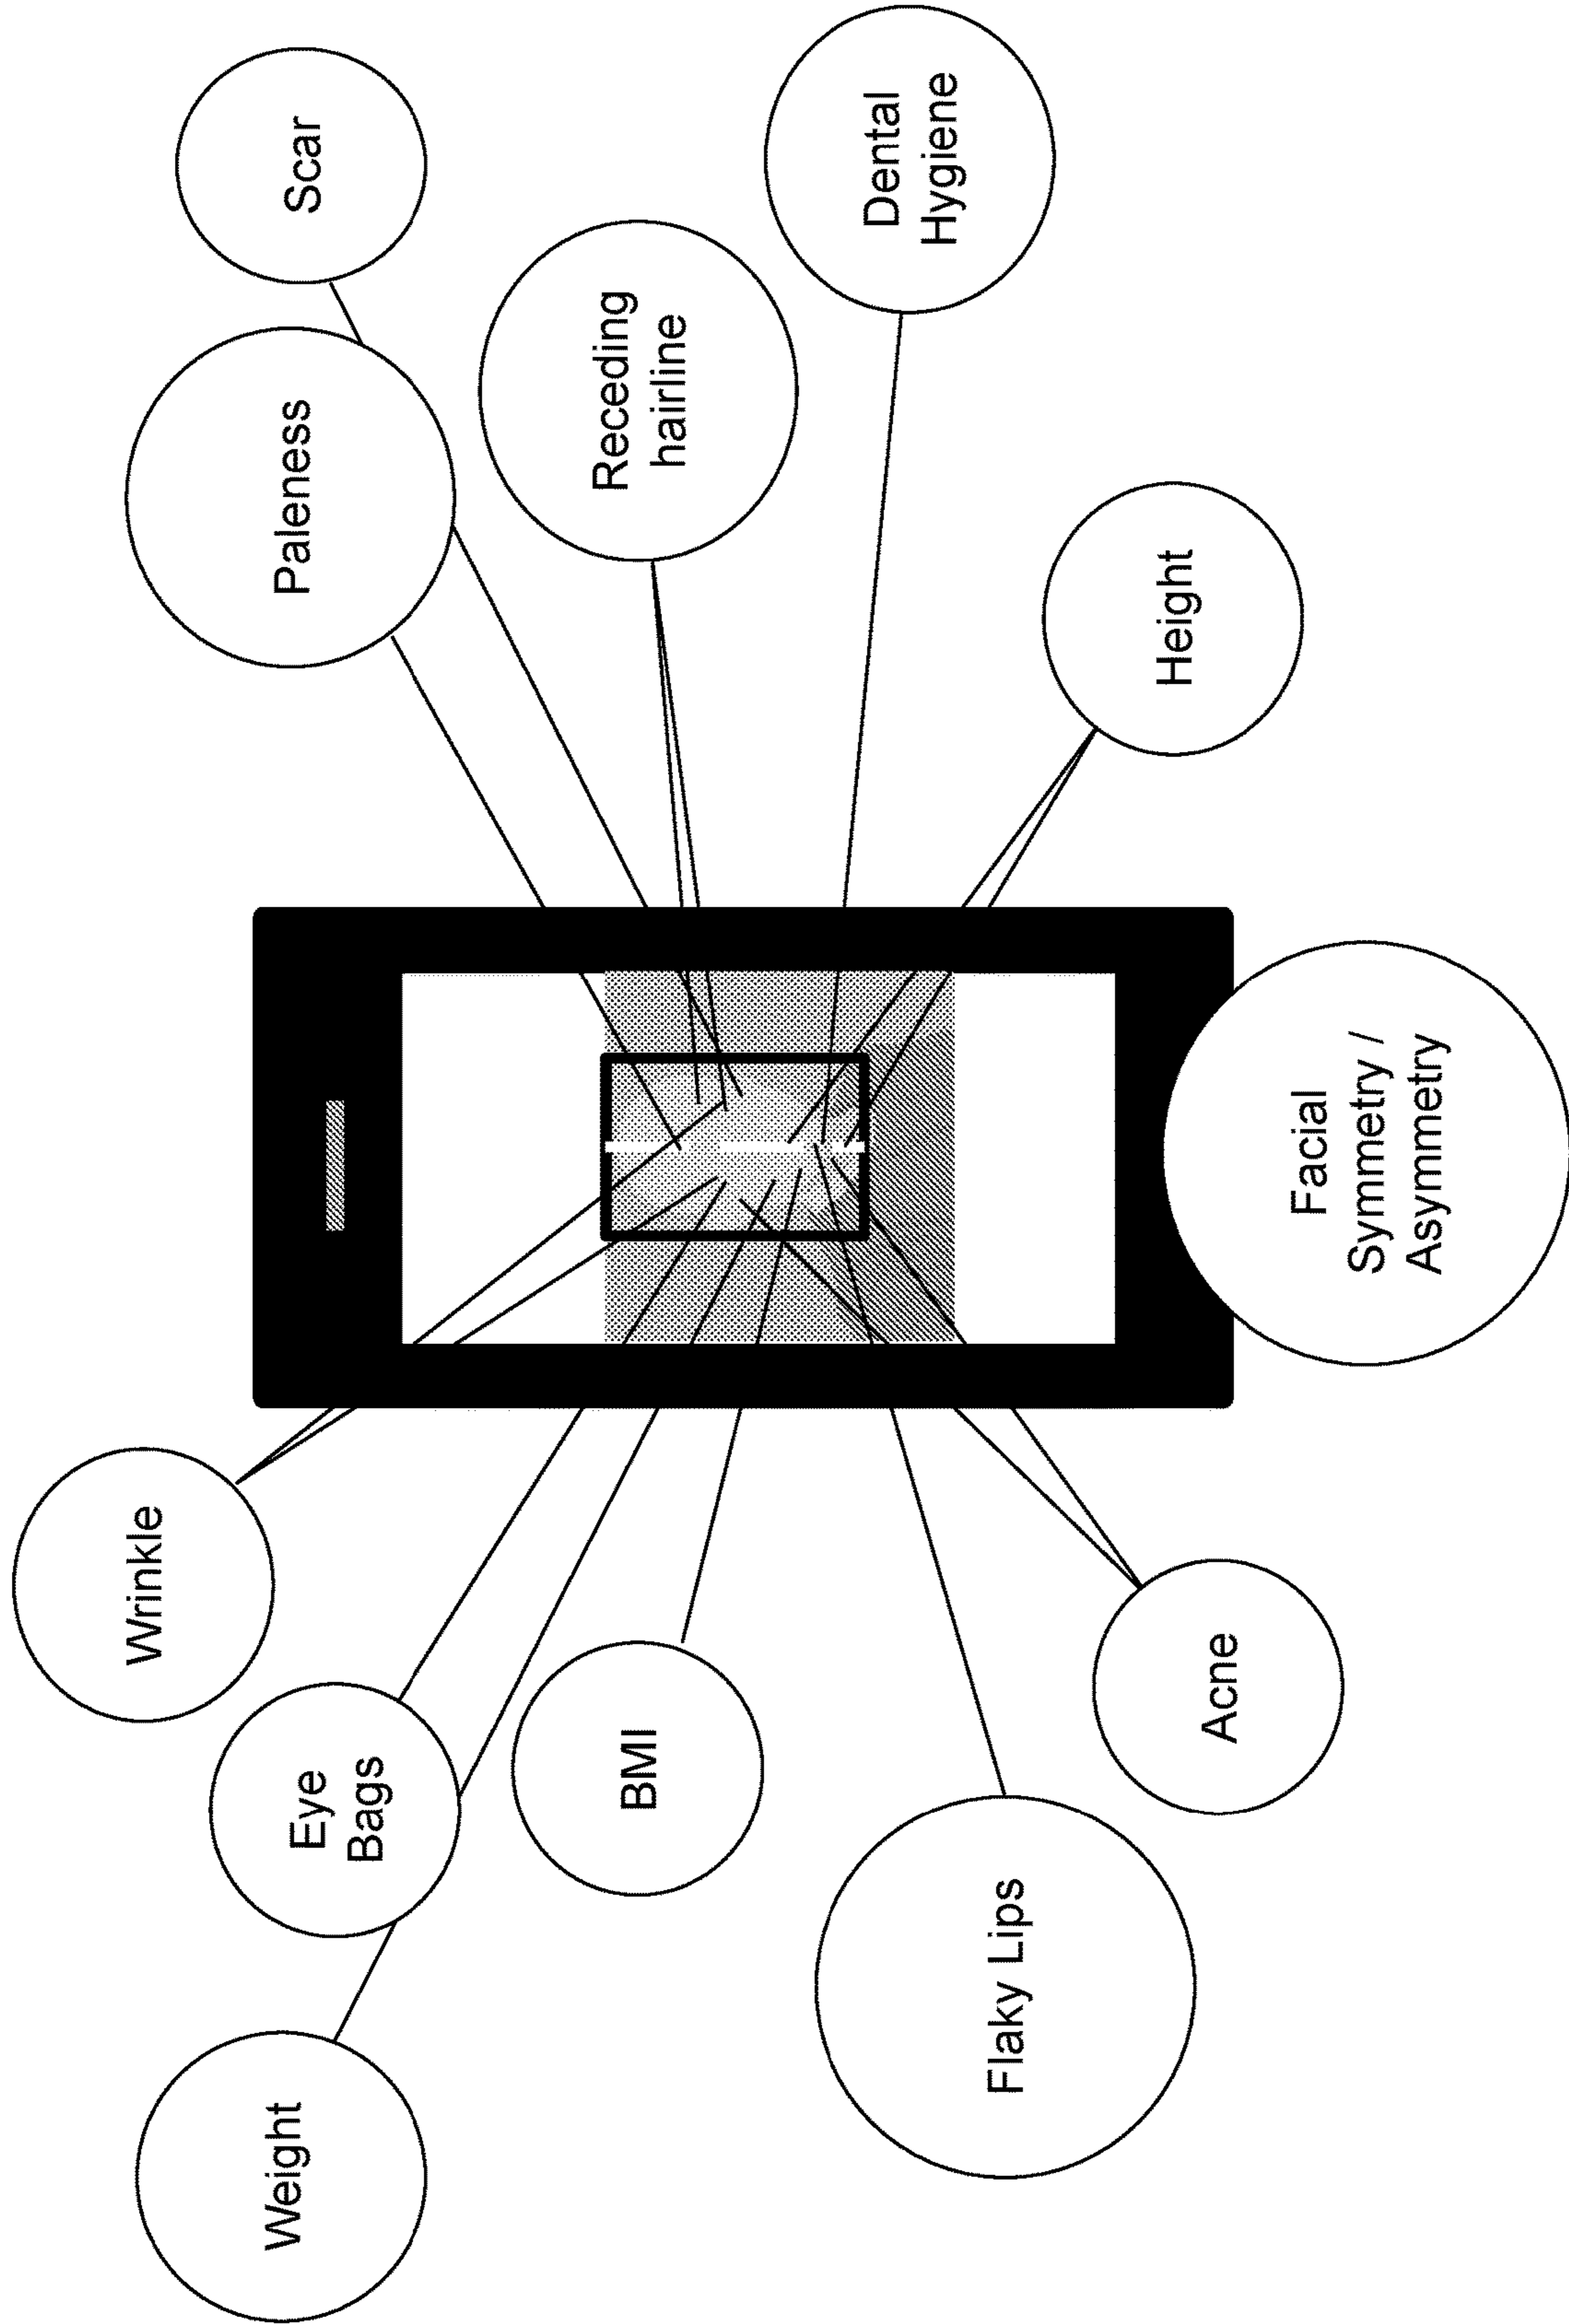 Wrinkle
Weight
Eye
Bags
BMI
Flaky Lips
Acne
Facial
Symmetry /
Asymmetry
Paleness
Scar
Receding
hairline
Dental
Hygiene
Height